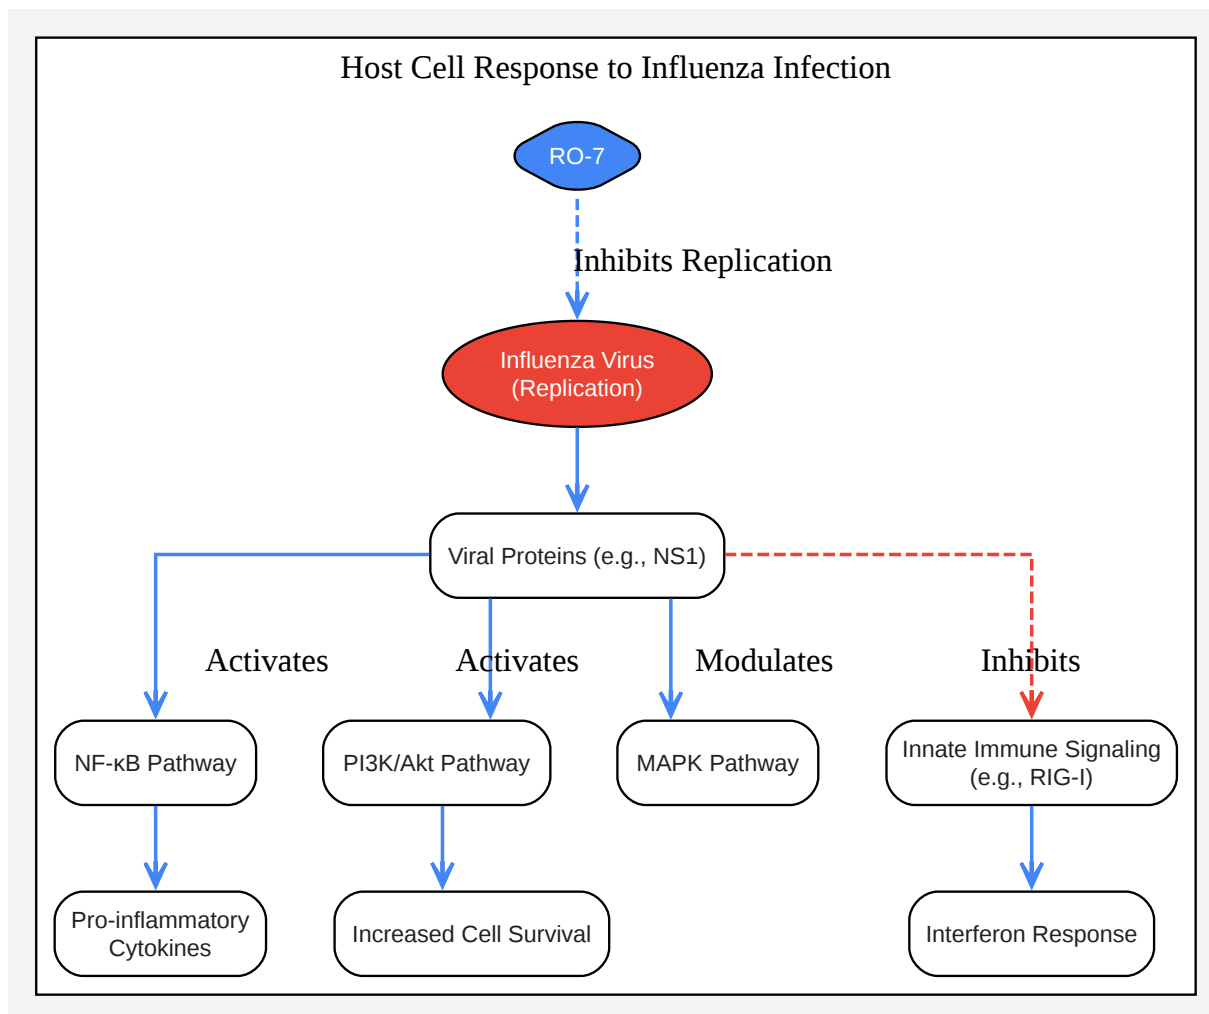 Host Cell Response to Influenza Infection
RO-7
Inhibits Replication
Influenza Virus
(Replication)
Viral Proteins (e.g., NS1)
Activates
Activates
Modulates
Inhibits
NF-κB Pathway
PI3K/Akt Pathway
MAPK Pathway
Innate Immune Signaling
(e.g., RIG-I)
Pro-inflammatory
Cytokines
Increased Cell Survival
Interferon Response